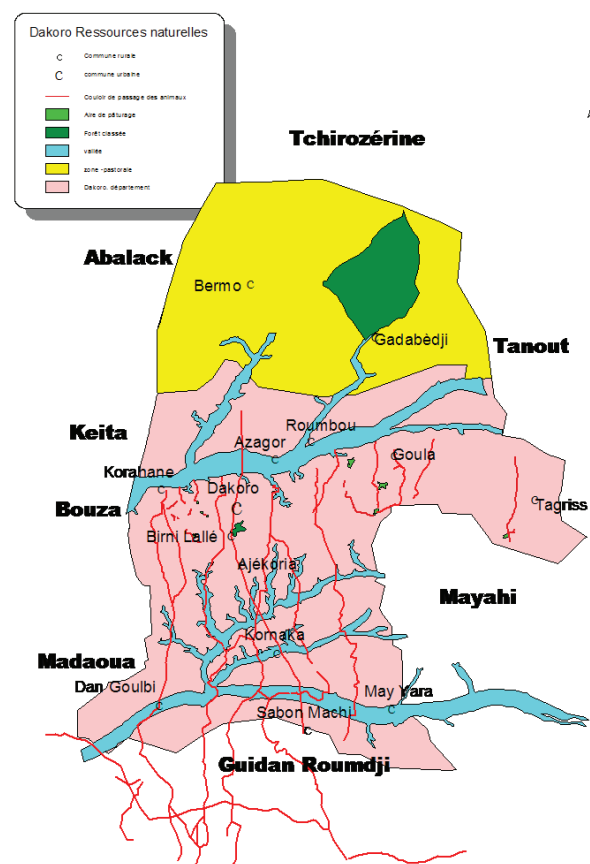 Dakoro Ressources naturelles
C Commune rurale
C commune urbaine
Couloir de passage des animaux
Aire de pâturage
Forêt classée
vallée
zone -pastorale
Dakoro. département
Tchirozérine
Abalack
Bermo C
Gadabèdji
Tanout
Roumbou
Keita
Azagor
Goula
Korahane
Dakoro
Tagriss
Bouza
Birni Lallé
Ajékoria
Mayahi
Kornaka
Madaoua
Dan Goulbi
May Yara
Sabon Machi
Guidan Roumdji